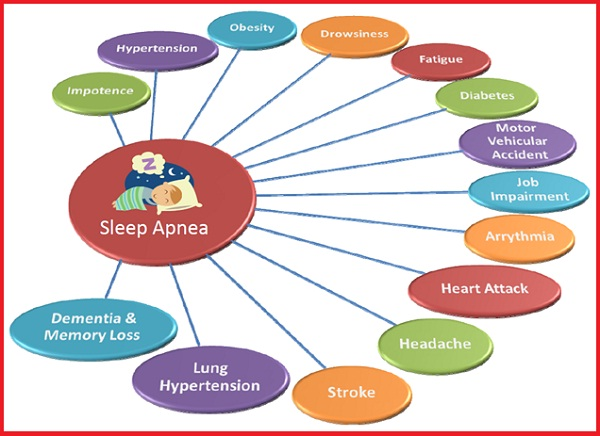 Impotence
Hypertension
Obesity
Drowsiness
Fatigue
Diabetes
Motor
Vehicular
Accident
Job
Impairment
Arrythmia
Heart Attack
Headache
Stroke
Lung
Hypertension
Dementia &
Memory Loss
Z
Sleep Apnea